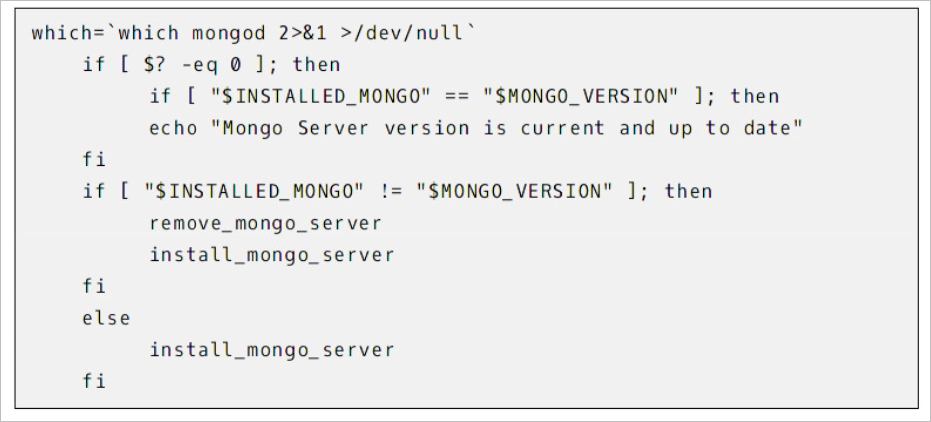 which=`which mongod 2>&1 >/dev/null`
if [ $? -eq 0 ]; then
if [ "$INSTALLED_MONGO" == "$MONGO_VERSION" ]; then
echo "Mongo Server version is current and up to date"
fi
if [ "$INSTALLED_MONGO" != "$MONGO_VERSION" ]; then
remove_mongo_server
install_mongo_server
fi
else
install_mongo_server
fi